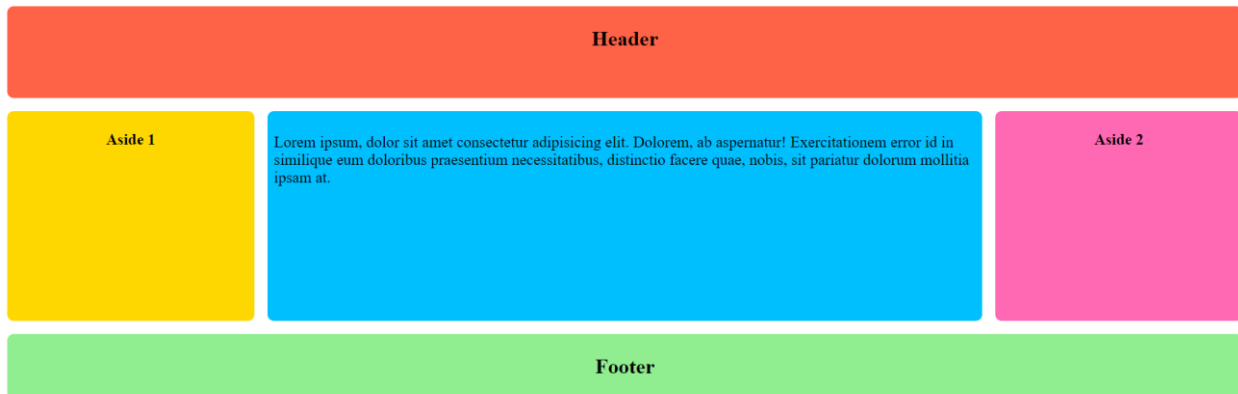 Header
Aside 1
Lorem ipsum, dolor sit amet consectetur adipisicing elit. Dolorem, ab aspernatur! Exercitationem error id in
similique eum doloribus praesentium necessitatibus, distinctio facere quae, nobis, sit pariatur dolorum mollitia
ipsam at.
Aside 2
Footer